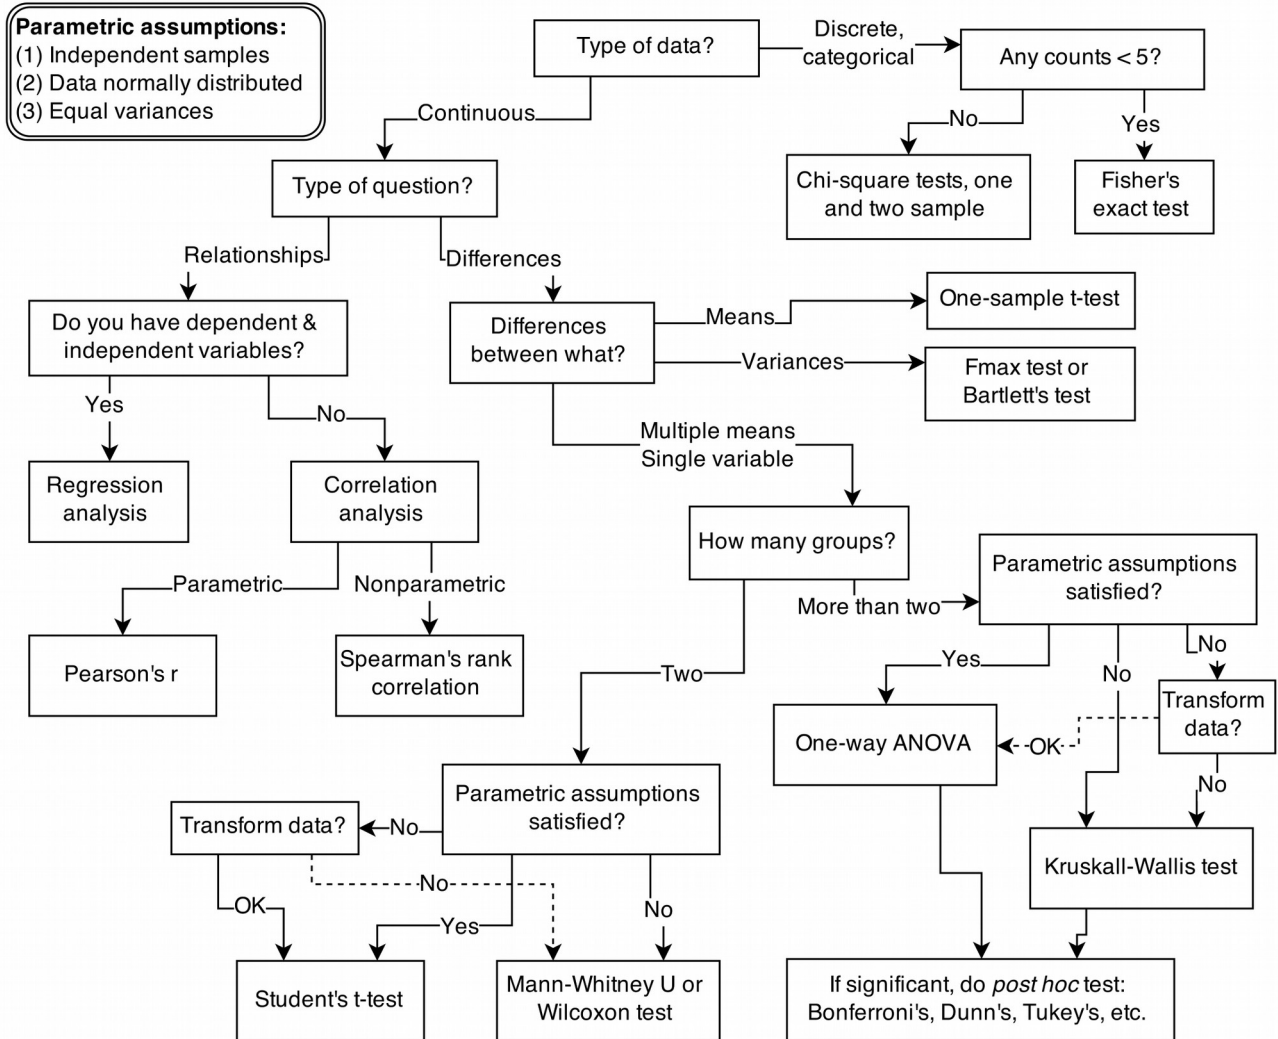 Parametric assumptions:
(1) Independent samples
(2) Data normally distributed
(3) Equal variances
Type of data?
Discrete,
categorical
Any counts < 5?
Continuous
No
Yes
Type of question?
Chi-square tests, one
and two sample
Fisher's
exact test
Relationships
Differences
Do you have dependent &
independent variables?
Differences
between what?
Means
One-sample t-test
Variances
Fmax test or
Bartlett's test
Yes
No
Multiple means
Single variable
Regression
analysis
Correlation
analysis
How many groups?
Parametric assumptions
satisfied?
Parametric
Nonparametric
More than two
Pearson's r
Spearman's rank
correlation
Two
Yes
No
No
Transform
data?
One-way ANOVA
OK
No
Parametric assumptions
satisfied?
Transform data?
No
Kruskall-Wallis test
No
OK
Yes
No
Student's t-test
Mann-Whitney U or
Wilcoxon test
If significant, do post hoc test:
Bonferroni's, Dunn's, Tukey's, etc.